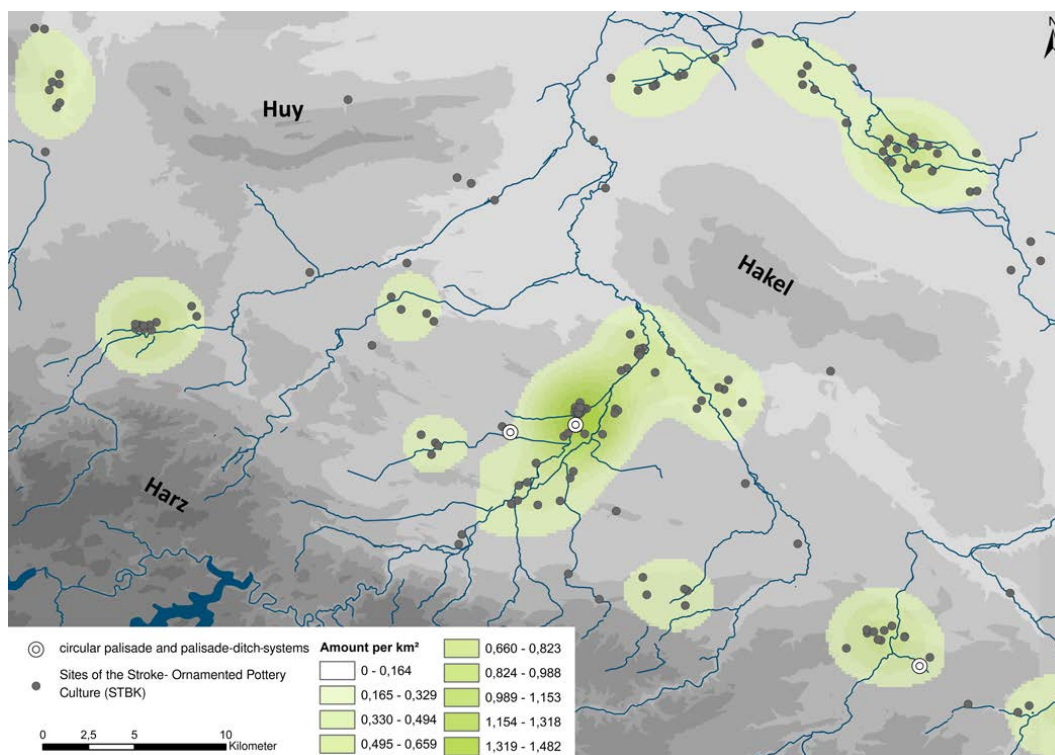 N
Huy
Hakel
Harz
circular palisade and palisade-ditch-systems
Sites of the Stroke- Ornamented Pottery
Culture (STBK)
0 2,5 5 10
Kilometer
Amount per km²
0 - 0,164
0,165 - 0,329
0,330 - 0,494
0,495 - 0,659
0,660 - 0,823
0,824 - 0,988
0,989 - 1,153
1,154 - 1,318
1,319 - 1,482